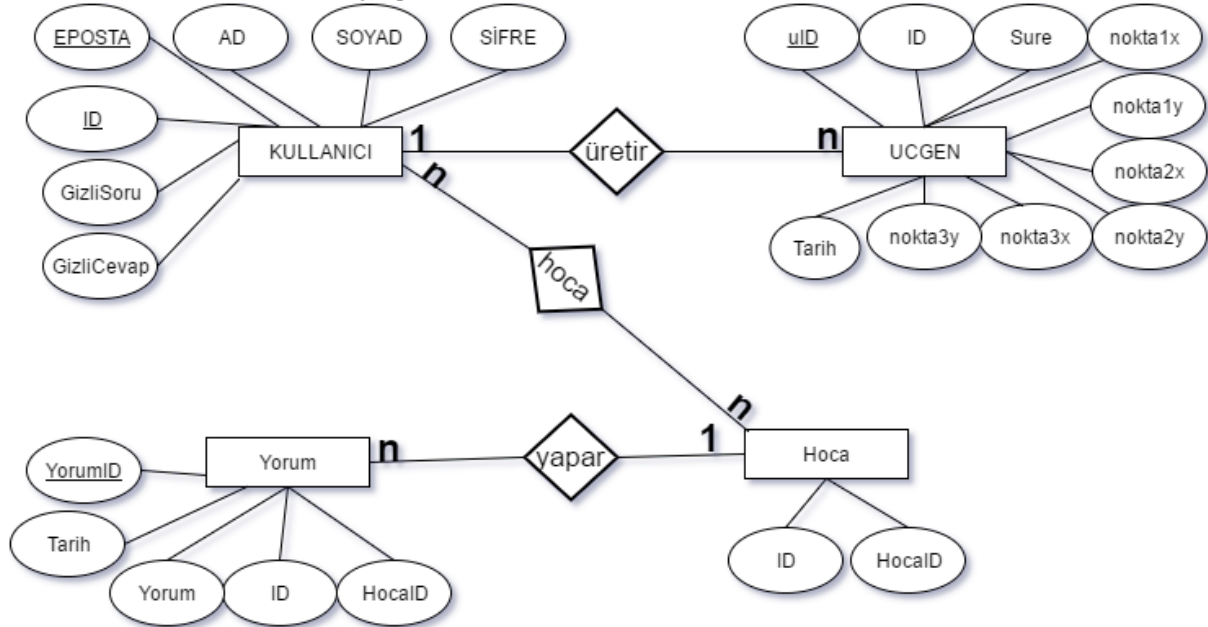 EPOSTA
AD
SOYAD
SİFRE
uID
ID
Sure
nokta1x
ID
nokta1y
KULLANICI
1
üretir
n
UCGEN
n
nokta2x
GizliSoru
GizliCevap
Tarih
nokta3y
nokta3x
nokta2y
hoca
n
YorumID
Yorum
n
yapar
1
Hoca
Tarih
ID
HocaID
Yorum
ID
HocaID